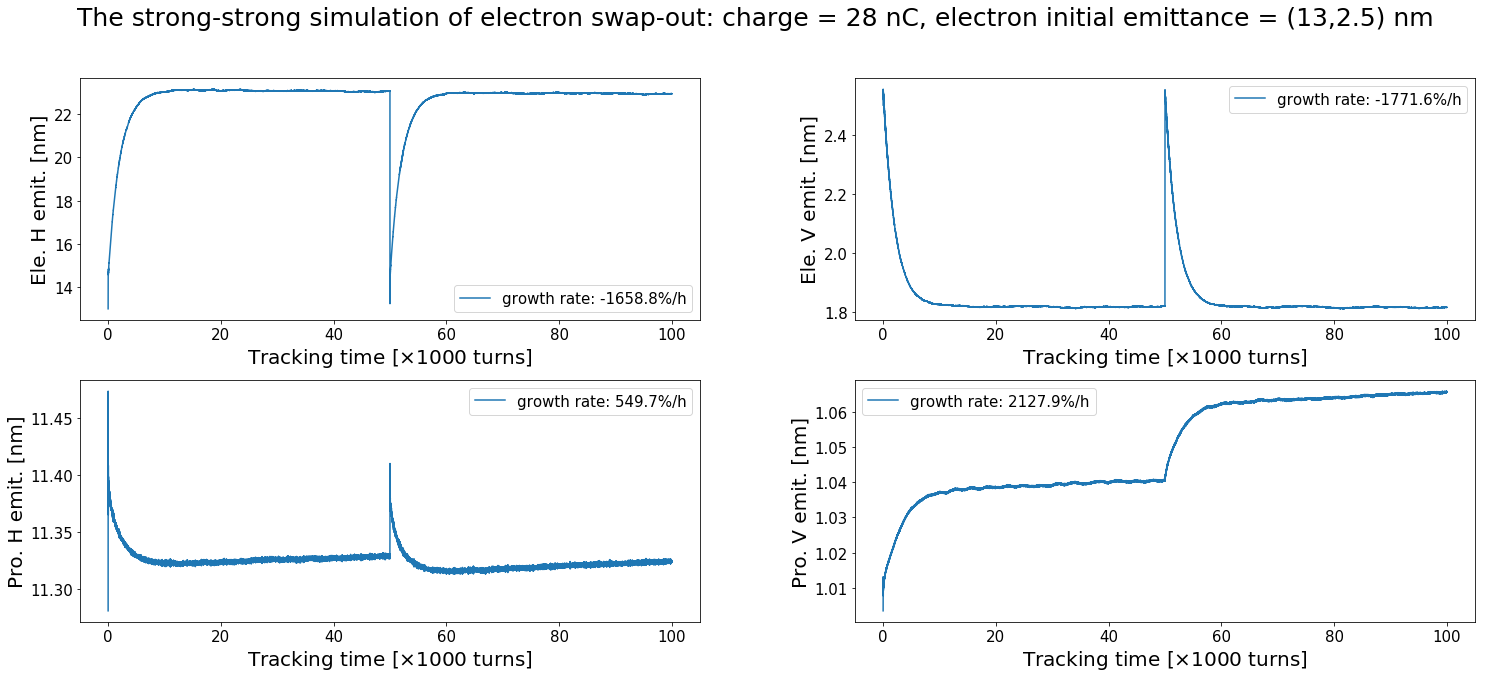 The strong-strong simulation of electron swap-out: charge = 28 nC, electron initial emittance = (13,2.5) nm
Ele. H emit. [nm]
22
20
18
16
14
growth rate: -1658.8%/h
0 20 40 60 80 100
Tracking time [×1000 turns]
Ele. V emit. [nm]
2.4
2.2
2.0
1.8
growth rate: -1771.6%/h
0 20 40 60 80 100
Tracking time [×1000 turns]
Pro. H emit. [nm]
11.45
11.40
11.35
11.30
growth rate: 549.7%/h
0 20 40 60 80 100
Tracking time [×1000 turns]
Pro. V emit. [nm]
1.06
1.05
1.04
1.03
1.02
1.01
growth rate: 2127.9%/h
0 20 40 60 80 100
Tracking time [×1000 turns]